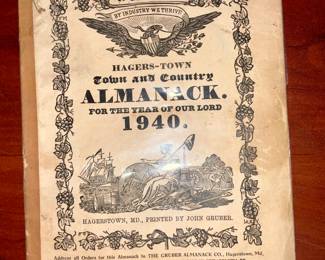 BY INDUSTRY WE THRIVE
HAGERS-TOWN
Town and Country
ALMANACK.
FOR THE YEAR OF OUR LORD
1940.
HAGERSTOWN, MD., PRINTED BY JOHN GRUBER.
Address all Orders for this Almanack to THE GRUBER ALMANACK CO., Hagerstown, Md.